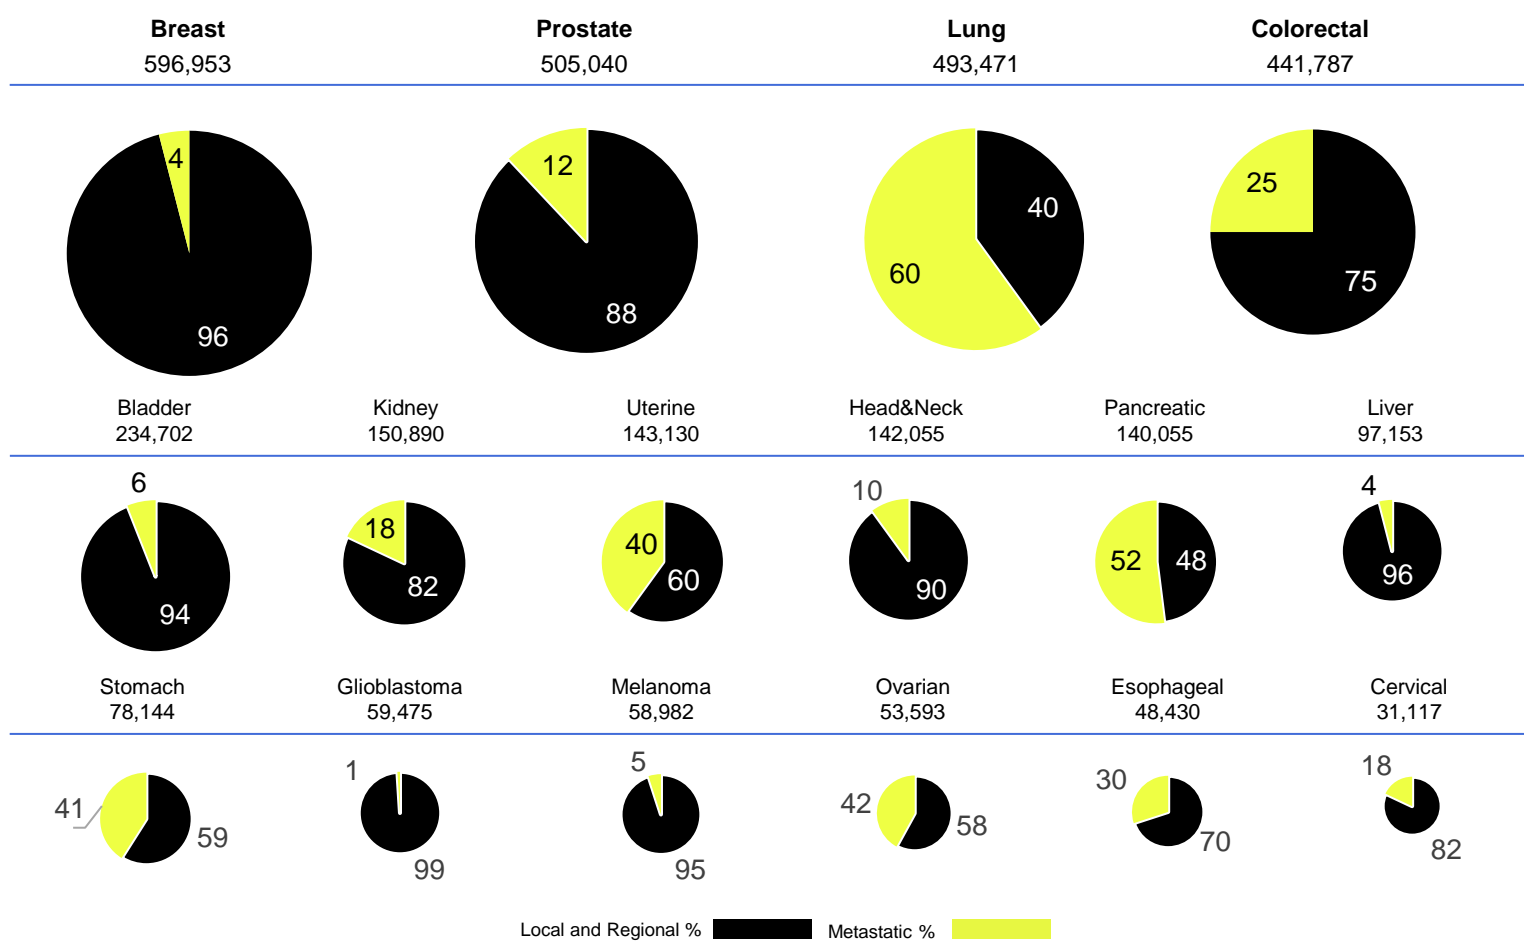 Breast Prostate Lung Colorectal
596,953 505,040 493,471 441,787
4 12 40 25
60 75
96 88
Bladder Kidney Uterine Head&Neck Pancreatic Liver
234,702 150,890 143,130 142,055 140,055 97,153
6 18 40 10 52 48 4
94 82 60 90 96
Stomach Glioblastoma Melanoma Ovarian Esophageal Cervical
78,144 59,475 58,982 53,593 48,430 31,117
41 1 5 42 30 18
59 99 95 58 70 82
Local and Regional % Metastatic %